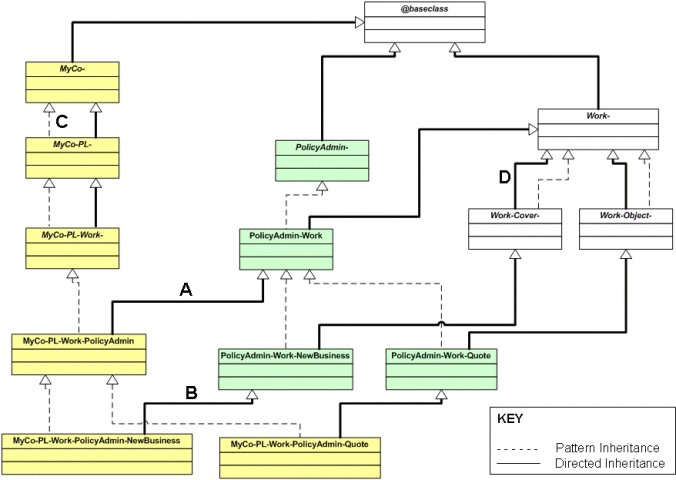 @baseclass
MyCo-
C
MyCo-PL-
PolicyAdmin-
Work-
D
MyCo-PL-Work-
PolicyAdmin-Work
Work-Cover-
Work-Object-
A
MyCo-PL-Work-PolicyAdmin
PolicyAdmin-Work-NewBusiness
PolicyAdmin-Work-Quote
B
MyCo-PL-Work-PolicyAdmin-NewBusiness
MyCo-PL-Work-PolicyAdmin-Quote
KEY
Pattern Inheritance
Directed Inheritance